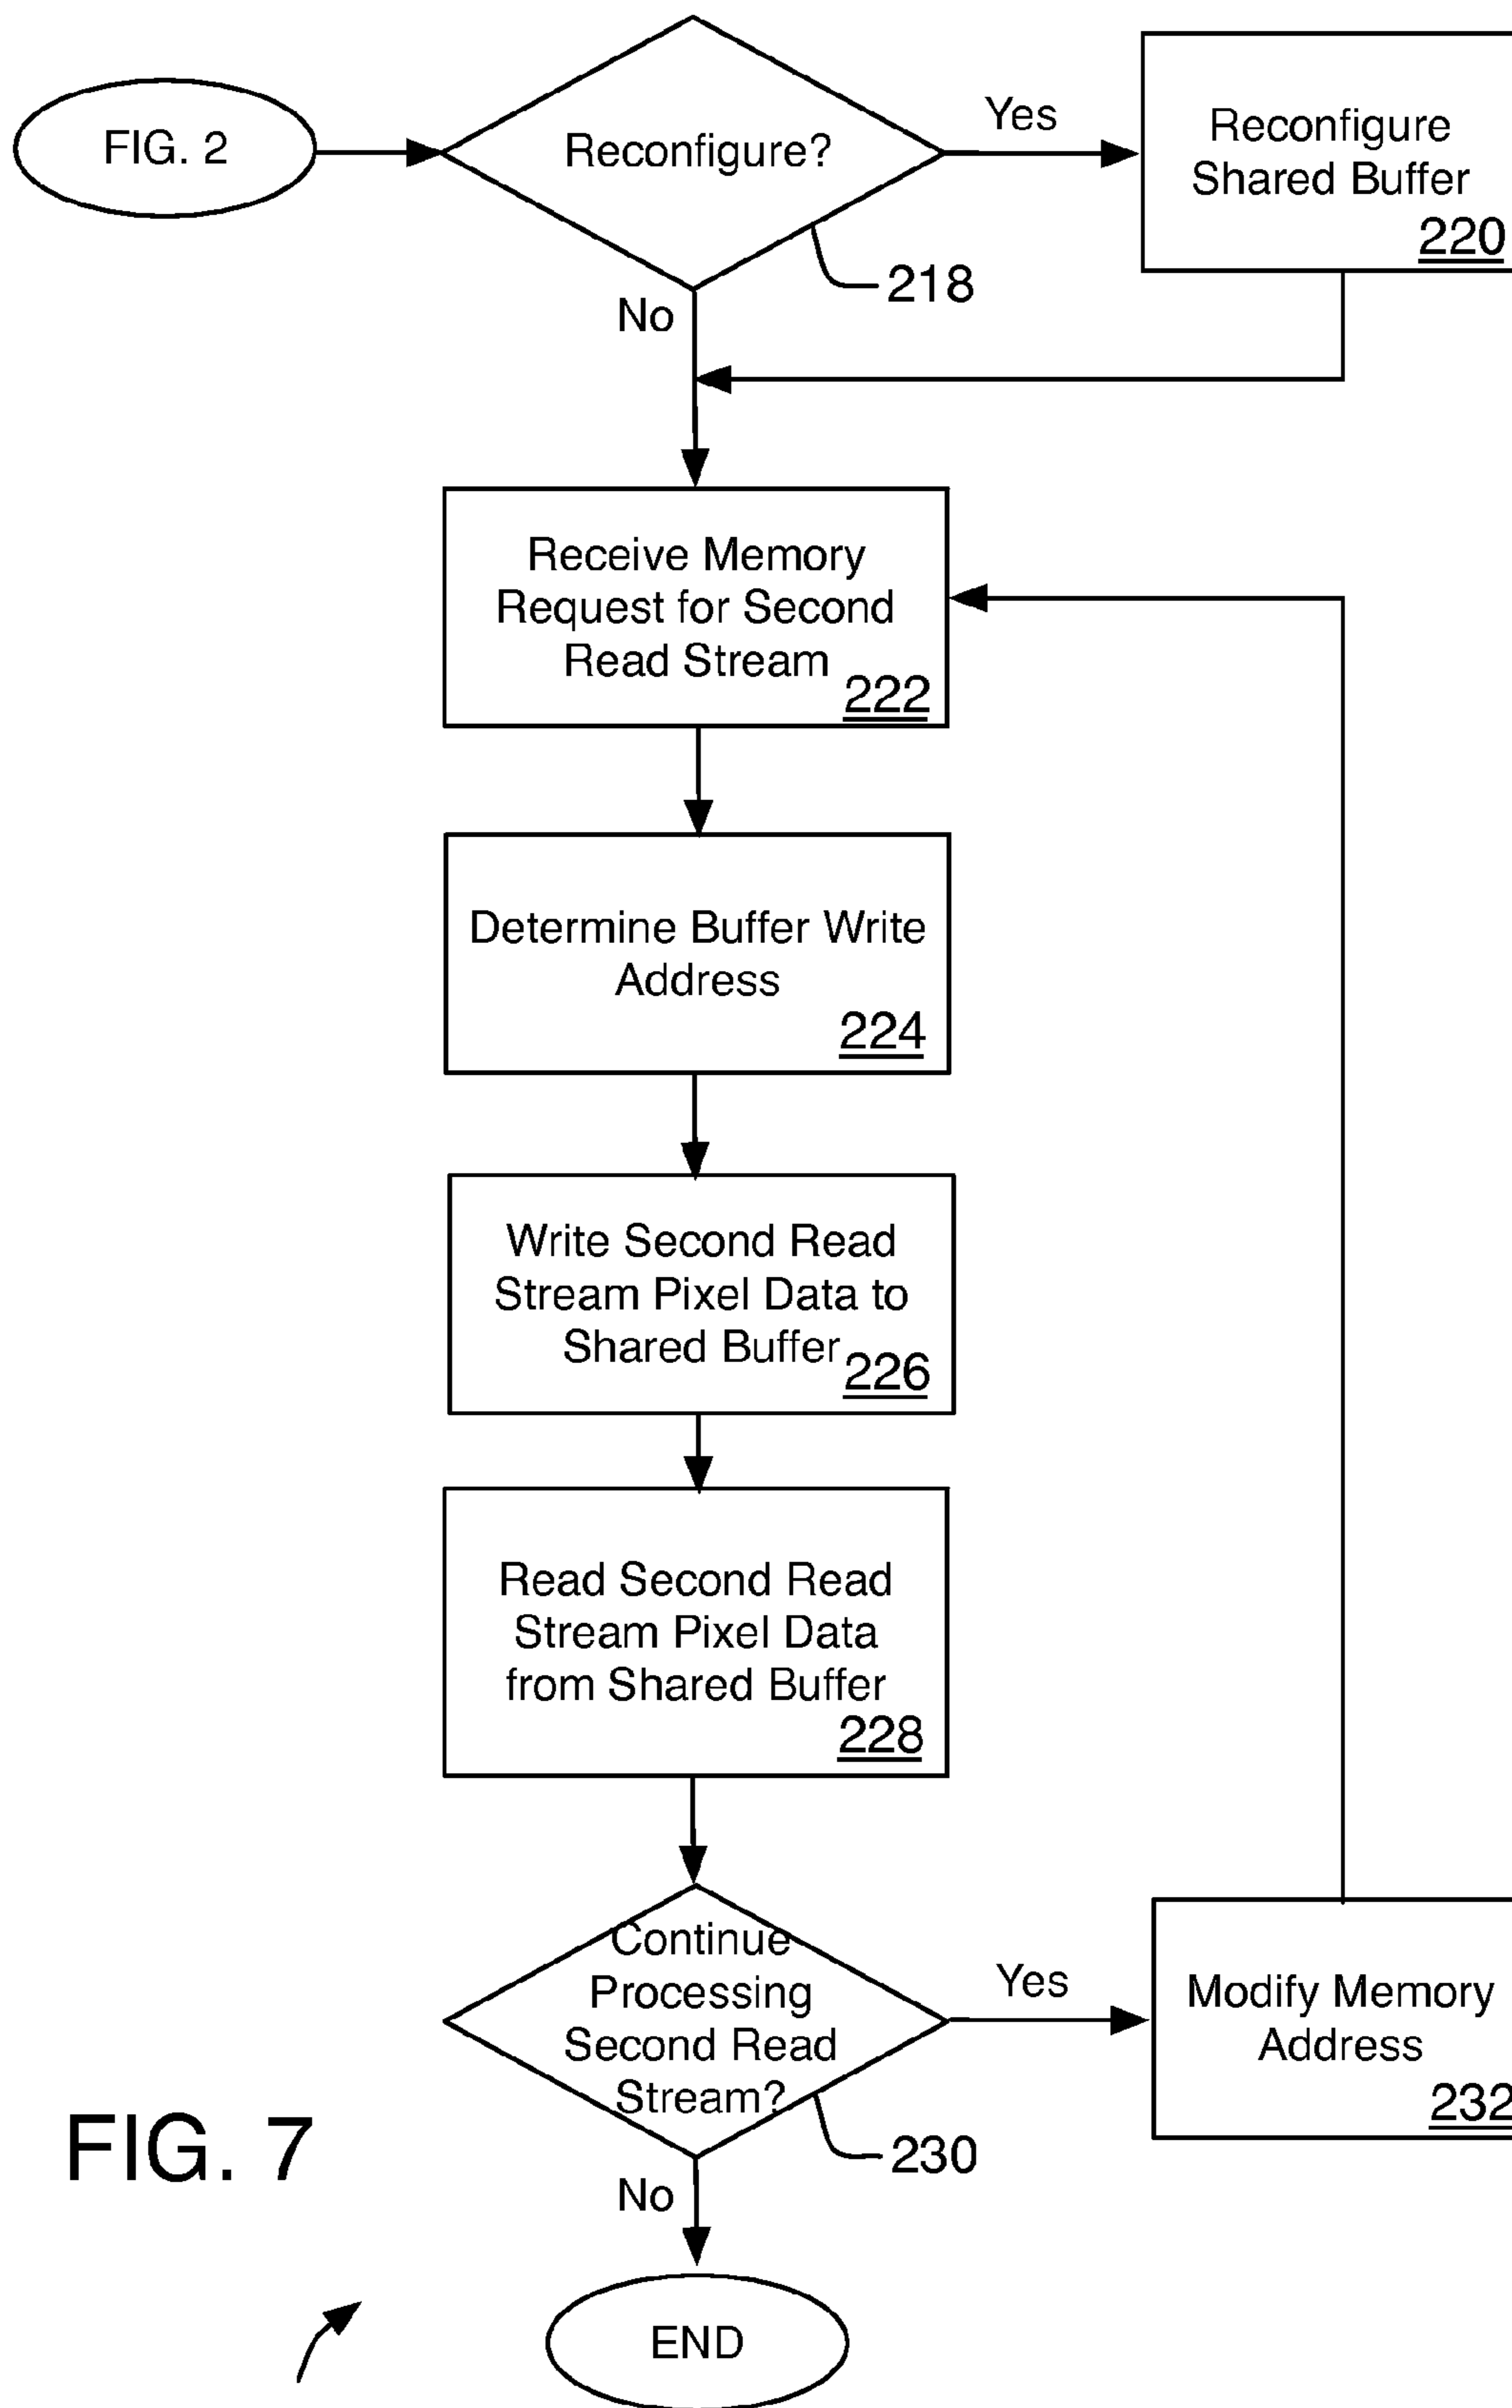 FIG. 2
Reconfigure?
Yes
Reconfigure
Shared Buffer
220
218
No
Receive Memory
Request for Second
Read Stream
222
Determine Buffer Write
Address
224
Write Second Read
Stream Pixel Data to
Shared Buffer
226
Read Second Read
Stream Pixel Data
from Shared Buffer
228
Continue
Processing
Second Read
Stream?
Yes
Modify Memory
Address
232
230
No
FIG. 7
END